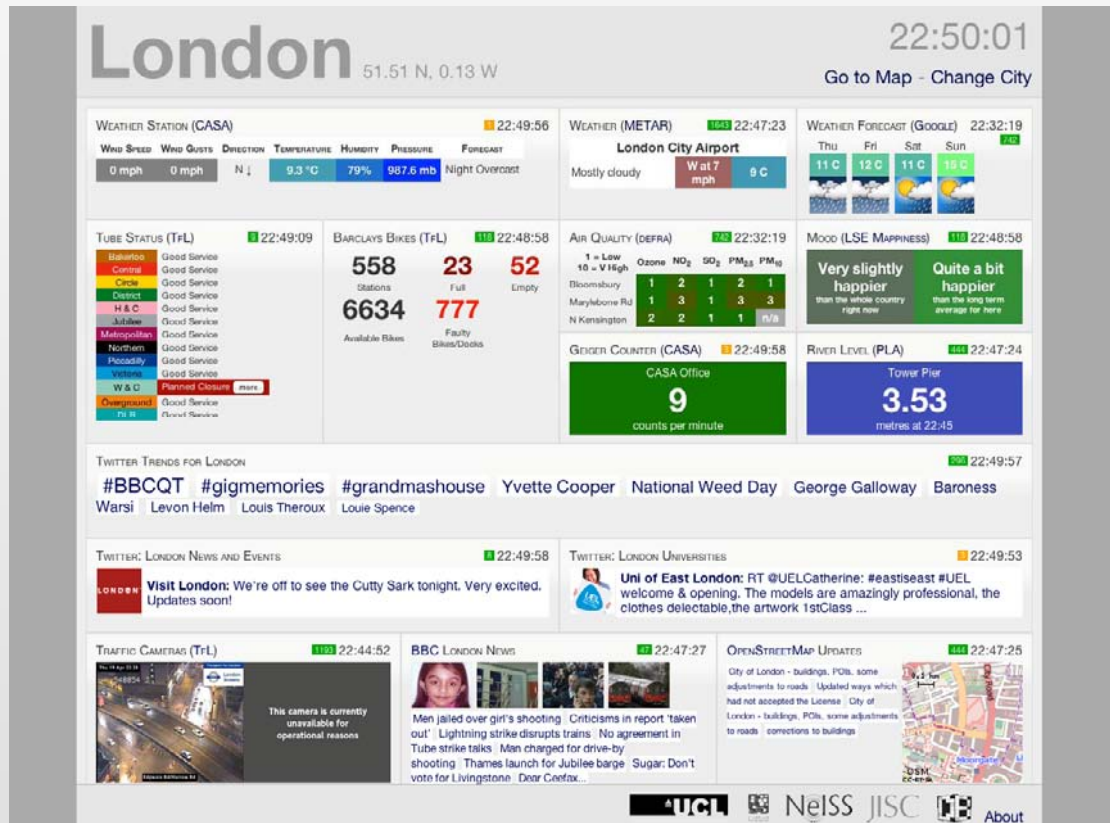 London 51.51 N, 0.13 W
22:50:01
Go to Map - Change City
WEATHER STATION (CASA) 22:49:56
WIND SPEED WIND GUSTS DIRECTION TEMPERATURE HUMIDITY PRESSURE FORECAST
0 mph 0 mph N ↓ 9.3 °C 79% 987.6 mb Night Overcast
WEATHER (METAR) 1643 22:47:23
London City Airport
Mostly cloudy W at 7 mph 9 C
WEATHER FORECAST (GOOGLE) 22:32:19
742
Thu Fri Sat Sun
11 C 12 C 11 C 15 C
TUBE STATUS (TFL) 22:49:09
Bakerloo Good Service
Central Good Service
Circle Good Service
District Good Service
H & C Good Service
Jubilee Good Service
Metropolitan Good Service
Northern Good Service
Piccadilly Good Service
Victoria Good Service
W & C Planned Closure more
Overground Good Service
DLR Good Service
BARCLAYS BIKES (TFL) 118 22:48:58
558 23 52
Stations Full Empty
6634 777
Available Bikes Faulty Bikes/Docks
AIR QUALITY (DEFRA) 742 22:32:19
1 = Low
10 = V High Ozone NO2 SO2 PM2.5 PM10
Bloomsbury 1 2 1 2 1
Marylebone Rd 1 3 1 3 3
N Kensington 2 2 1 1 n/a
MOOD (LSE MAPPINESS) 118 22:48:58
Very slightly happier
than the whole country right now
Quite a bit happier
than the long term average for here
GEIGER COUNTER (CASA) 22:49:58
CASA Office
9
counts per minute
RIVER LEVEL (PLA) 444 22:47:24
Tower Pier
3.53
metres at 22:45
TWITTER TRENDS FOR LONDON 22:49:57
#BBCQT #gigmemories #grandmashouse Yvette Cooper National Weed Day George Galloway Baroness
Warsi Levon Helm Louis Theroux Louie Spence
TWITTER: LONDON NEWS AND EVENTS 22:49:58
LONDON
Visit London: We're off to see the Cutty Sark tonight. Very excited.
Updates soon!
TWITTER: LONDON UNIVERSITIES 22:49:53
Uni of East London: RT @UELCatherine: #eastiseast #UEL
welcome & opening. The models are amazingly professional, the
clothes delectable,the artwork 1stClass ...
TRAFFIC CAMERAS (TFL) 1193 22:44:52
This camera is currently
unavailable for
operational reasons
BBC LONDON NEWS 47 22:47:27
Men jailed over girl's shooting Criticisms in report 'taken
out' Lightning strike disrupts trains No agreement in
Tube strike talks Man charged for drive-by
shooting Thames launch for Jubilee barge Sugar: Don't
vote for Livingstone Dear Ceefax...
OPENSTREETMAP UPDATES 444 22:47:25
City of London - buildings, POIs, some
adjustments to roads Updated ways which
had not accepted the License City of
London - buildings, POIs, some adjustments
to roads corrections to buildings
City Road
Moorgate
UCL NeISS JISC About